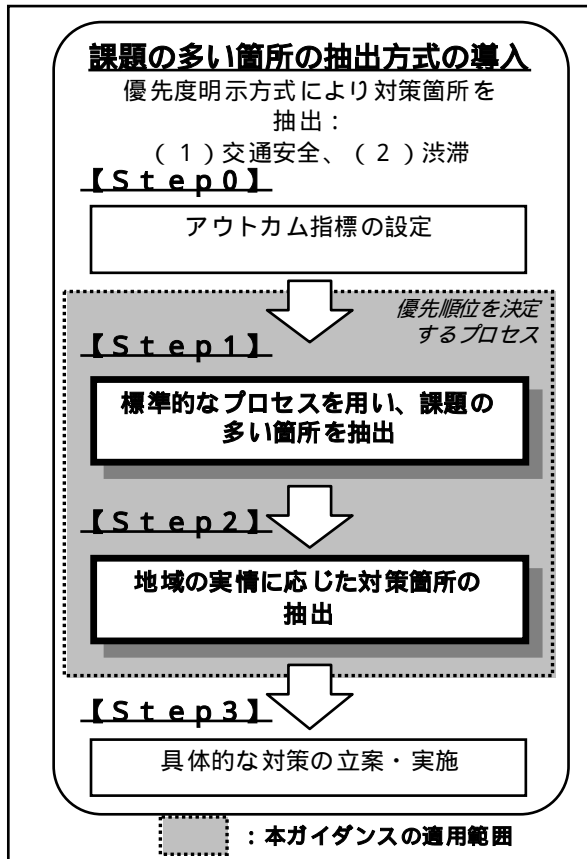 課題の多い箇所の抽出方式の導入
優先度明示方式により対策箇所を
抽出：
（１）交通安全、（２）渋滞
【Ｓｔｅｐ０】
アウトカム指標の設定
優先順位を決定
するプロセス
【Ｓｔｅｐ１】
標準的なプロセスを用い、課題の
多い箇所を抽出
【Ｓｔｅｐ２】
地域の実情に応じた対策箇所の
抽出
【Ｓｔｅｐ３】
具体的な対策の立案・実施
：本ガイダンスの適用範囲